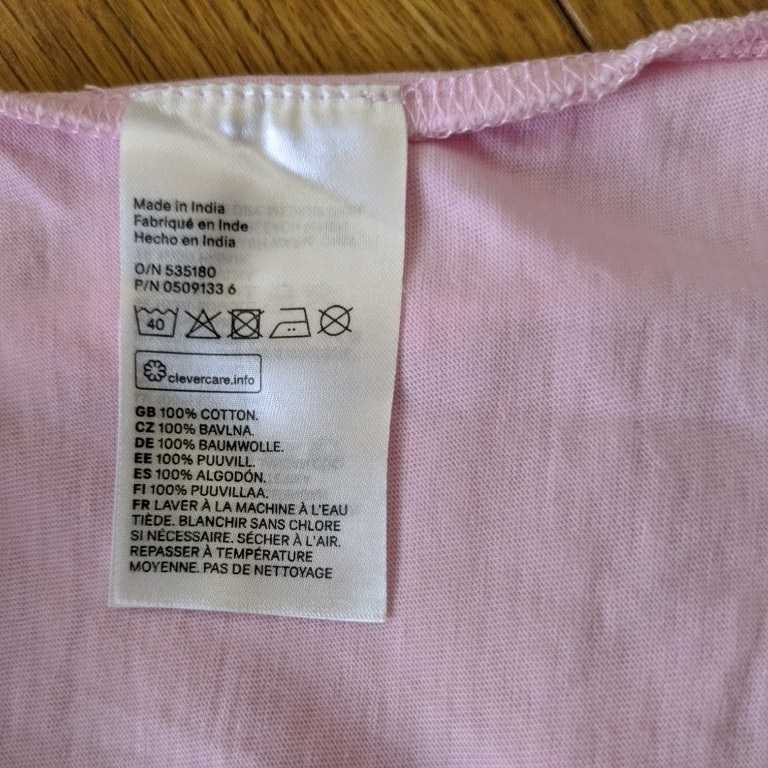 Made in India
Fabriqué en Inde
Hecho en India
O/N 535180
P/N 0509133 6
40
clevercare.info
GB 100% COTTON.
CZ 100% BAVLNA.
DE 100% BAUMWOLLE.
EE 100% PUUVILL.
ES 100% ALGODÓN.
FI 100% PUUVILLAA.
FR LAVER À LA MACHINE À L'EAU
TIÈDE. BLANCHIR SANS CHLORE
SI NÉCESSAIRE. SÉCHER À L'AIR.
REPASSER À TEMPÉRATURE
MOYENNE. PAS DE NETTOYAGE